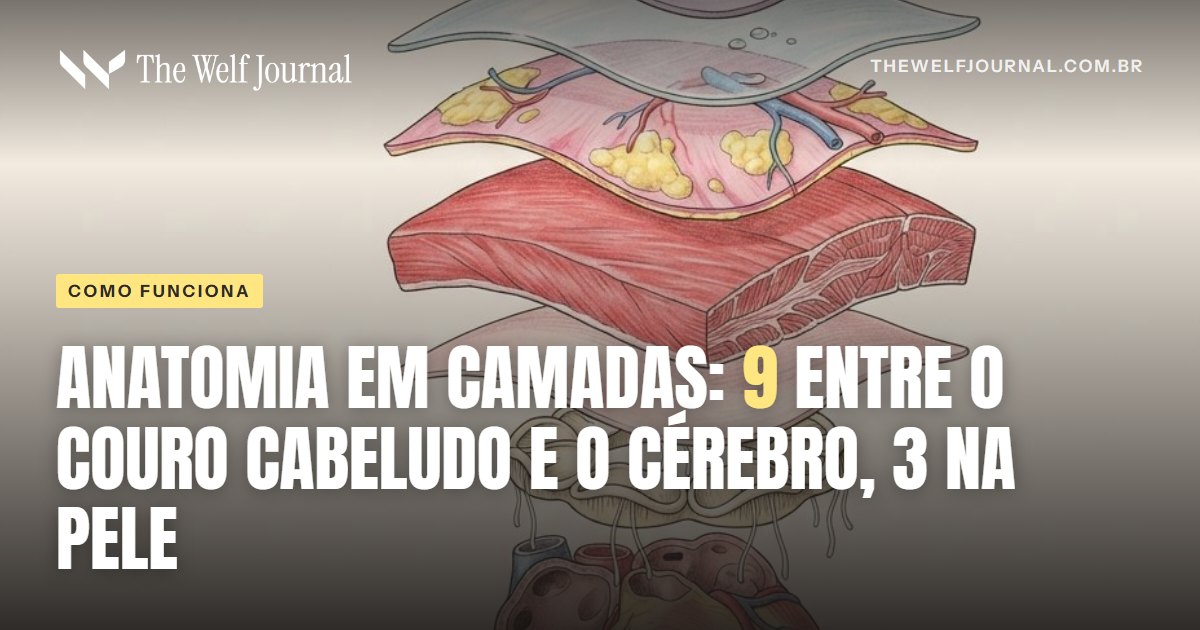 The Welf Journal
THEWELFJOURNAL.COM.BR
COMO FUNCIONA
ANATOMIA EM CAMADAS: 9 ENTRE O
COURO CABELUDO E O CÉREBRO, 3 NA
PELE